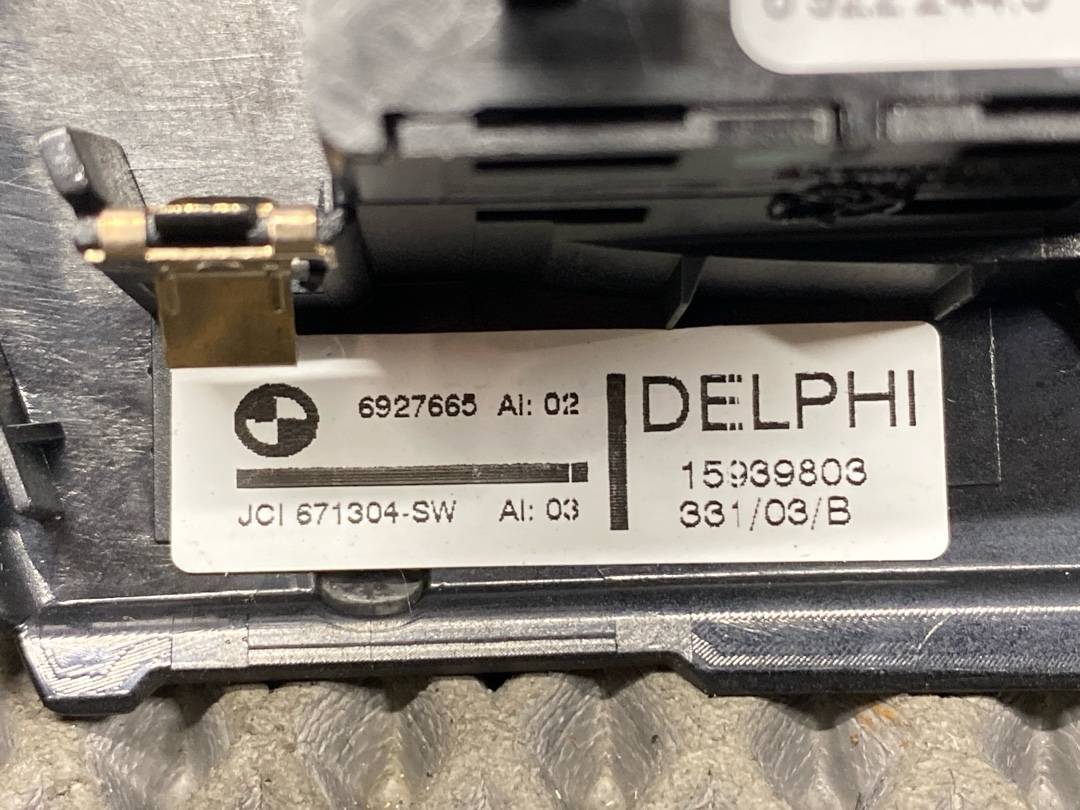 6927665 AI: 02
JCI 671304-SW AI: 03
DELPHI
15939803
331/03/B